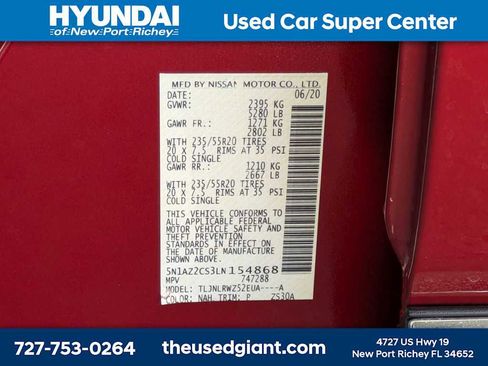 HYUNDAI
of New Port Richey
Used Car Super Center
MFD BY NISSAN MOTOR CO., LTD.
DATE: 06/20
GVWR: 2395 KG
5280 LB
GAWR FR.: 1271 KG
2802 LB
WITH 235/55R20 TIRES
20 X 7.5 RIMS AT 35 PSI
COLD SINGLE
GAWR RR.: 1210 KG
2667 LB
WITH 235/55R20 TIRES
20 X 7.5 RIMS AT 35 PSI
COLD SINGLE
THIS VEHICLE CONFORMS TO
ALL APPLICABLE FEDERAL
MOTOR VEHICLE SAFETY
STANDARDS IN EFFECT ON
THE DATE OF MANUFACTURE
SHOWN ABOVE.
5N1AZ2CS3LN154868
MPV 747288
MODEL: TLJNLRWZ52EUA----A
COLOR: NAH TRIM: P ZS30A
727-753-0264
theusedgiant.com
4727 US Hwy 19
New Port Richey FL 34652